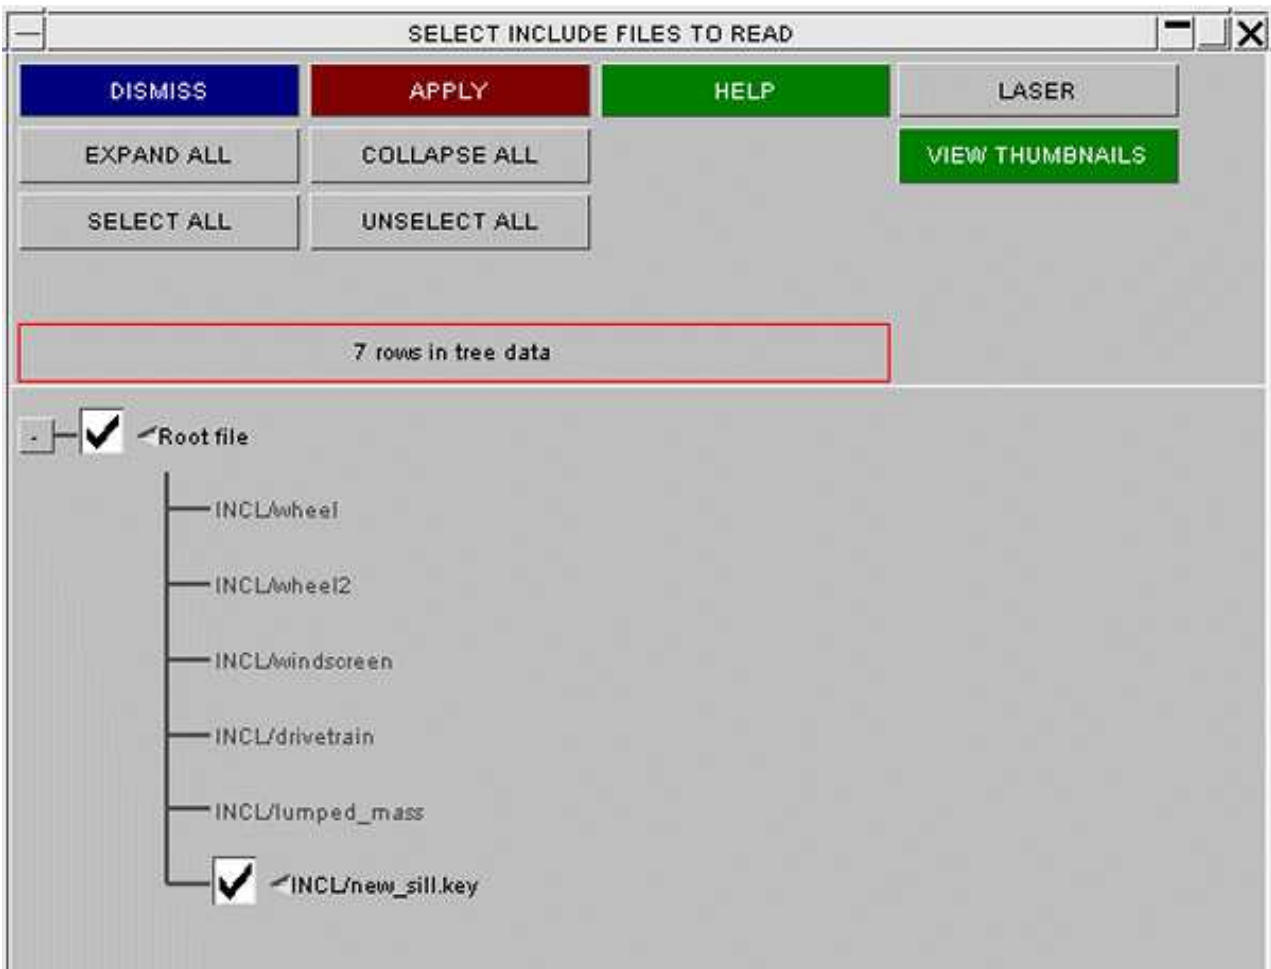 SELECT INCLUDE FILES TO READ
DISMISS APPLY HELP LASER
EXPAND ALL COLLAPSE ALL VIEW THUMBNAILS
SELECT ALL UNSELECT ALL
7 rows in tree data
Root file
INCL/wheel
INCL/wheel2
INCL/windscreen
INCL/drivetrain
INCL/lumped_mass
INCL/new_sill.key